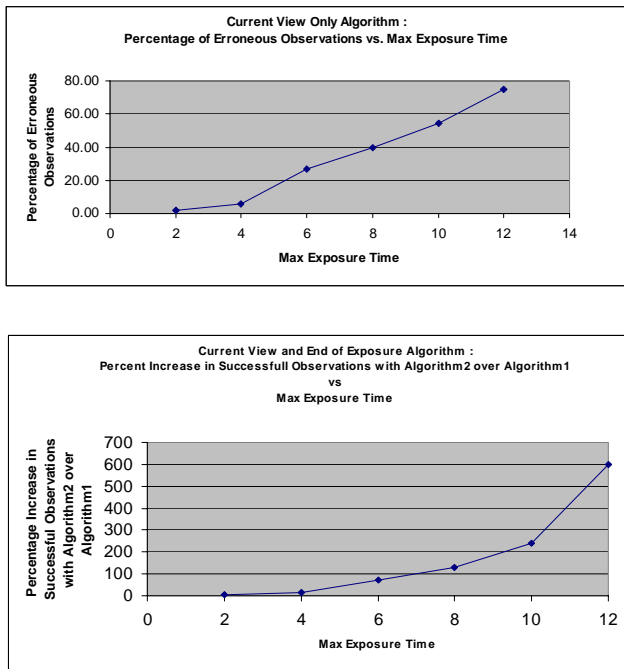 Current View Only Algorithm :
Percentage of Erroneous Observations vs. Max Exposure Time
Percentage of Erroneous
Observations
80.00
60.00
40.00
20.00
0.00
0 2 4 6 8 10 12 14
Max Exposure Time
Current View and End of Exposure Algorithm :
Percent Increase in Successfull Observations with Algorithm2 over Algorithm1
vs
Max Exposure Time
Percentage Increase in
Successful Observations
with Algorithm2 over
Algorithm1
700
600
500
400
300
200
100
0
0 2 4 6 8 10 12
Max Exposure Time